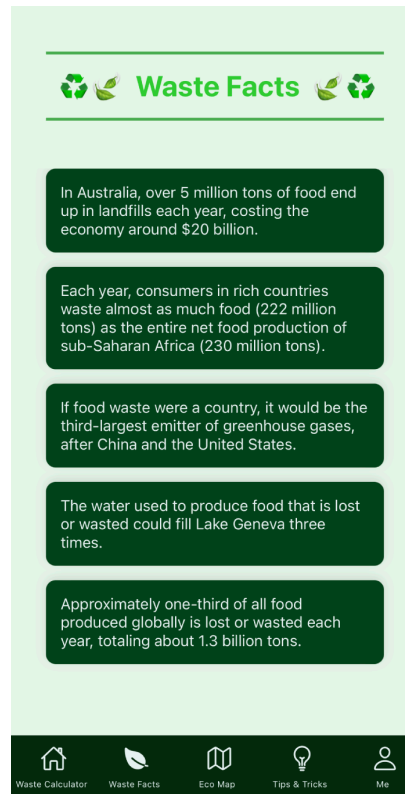 Waste Facts
In Australia, over 5 million tons of food end
up in landfills each year, costing the
economy around $20 billion.
Each year, consumers in rich countries
waste almost as much food (222 million
tons) as the entire net food production of
sub-Saharan Africa (230 million tons).
If food waste were a country, it would be the
third-largest emitter of greenhouse gases,
after China and the United States.
The water used to produce food that is lost
or wasted could fill Lake Geneva three
times.
Approximately one-third of all food
produced globally is lost or wasted each
year, totaling about 1.3 billion tons.
Waste Calculator Waste Facts Eco Map Tips & Tricks Me